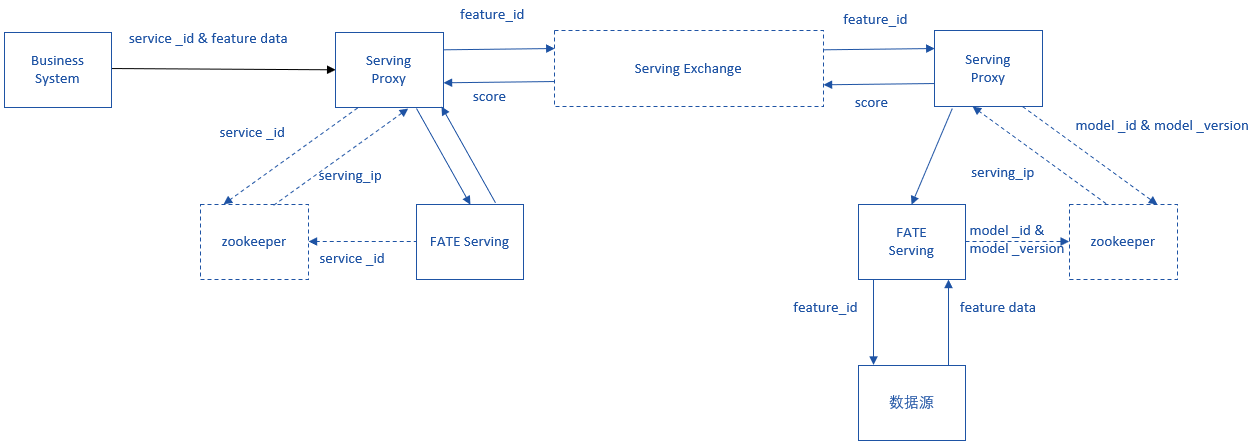 feature_id
feature_id
service _id & feature data
Business
System
Serving
Proxy
Serving Exchange
Serving
Proxy
score
score
service _id
model _id & model _version
serving_ip
serving_ip
zookeeper
FATE Serving
FATE
Serving
model _id &
model _version
zookeeper
service _id
feature_id
feature data
数据源